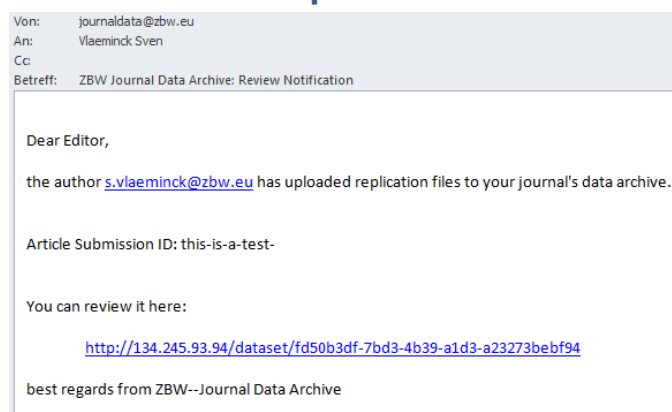 Von: journaldata@zbw.eu
An: Vlaeminck Sven
Cc:
Betreff: ZBW Journal Data Archive: Review Notification
Dear Editor,
the author s.vlaeminck@zbw.eu has uploaded replication files to your journal's data archive.
Article Submission ID: this-is-a-test-
You can review it here:
http://134.245.93.94/dataset/fd50b3df-7bd3-4b39-a1d3-a23273bebf94
best regards from ZBW--Journal Data Archive